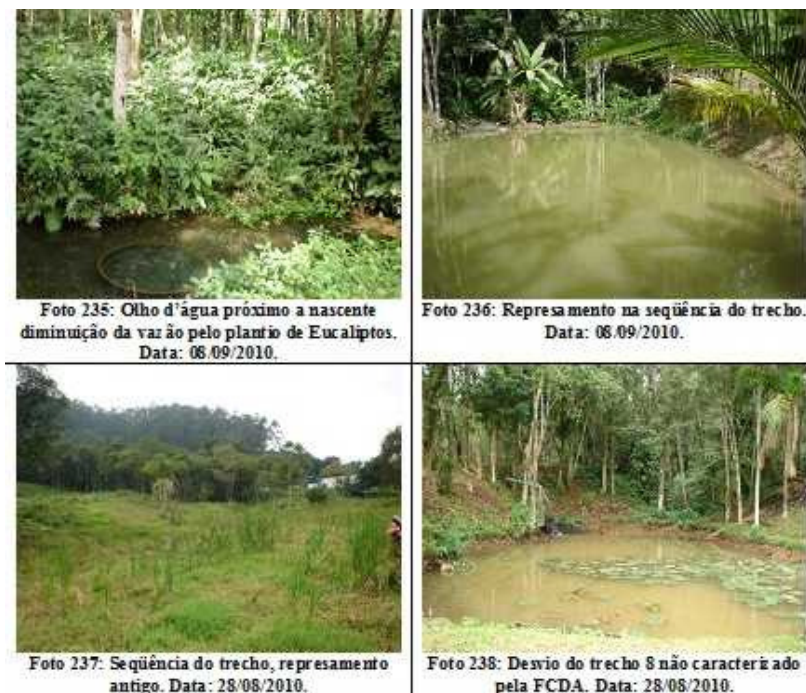 Foto 235: Olho d'água próximo a nascente
diminuição da vazão pelo plantio de Eucaliptos.
Data: 08/09/2010.
Foto 236: Represamento na seqüência do trecho.
Data: 08/09/2010.
Foto 237: Seqüência do trecho, represamento
antigo. Data: 28/08/2010.
Foto 238: Desvio do trecho 8 não caracterizado
pela FCDA. Data: 28/08/2010.